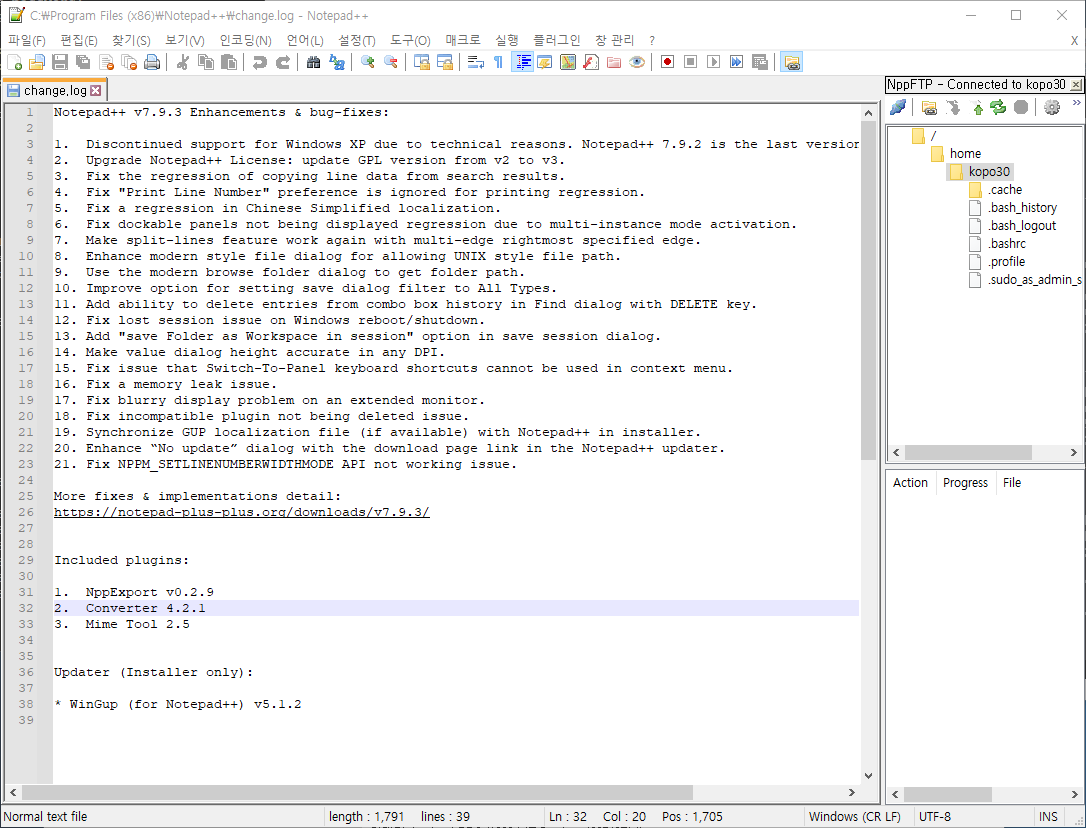 C:₩Program Files (x86)₩Notepad++₩change.log - Notepad++
파일(F) 편집(E) 찾기(S) 보기(V) 인코딩(N) 언어(L) 설정(T) 도구(O) 매크로 실행 플러그인 창 관리 ? X
change.log
1 Notepad++ v7.9.3 Enhancements & bug-fixes:
2
3 1. Discontinued support for Windows XP due to technical reasons. Notepad++ 7.9.2 is the last version
4 2. Upgrade Notepad++ License: update GPL version from v2 to v3.
5 3. Fix the regression of copying line data from search results.
6 4. Fix "Print Line Number" preference is ignored for printing regression.
7 5. Fix a regression in Chinese Simplified localization.
8 6. Fix dockable panels not being displayed regression due to multi-instance mode activation.
9 7. Make split-lines feature work again with multi-edge rightmost specified edge.
10 8. Enhance modern style file dialog for allowing UNIX style file path.
11 9. Use the modern browse folder dialog to get folder path.
12 10. Improve option for setting save dialog filter to All Types.
13 11. Add ability to delete entries from combo box history in Find dialog with DELETE key.
14 12. Fix lost session issue on Windows reboot/shutdown.
15 13. Add "save Folder as Workspace in session" option in save session dialog.
16 14. Make value dialog height accurate in any DPI.
17 15. Fix issue that Switch-To-Panel keyboard shortcuts cannot be used in context menu.
18 16. Fix a memory leak issue.
19 17. Fix blurry display problem on an extended monitor.
20 18. Fix incompatible plugin not being deleted issue.
21 19. Synchronize GUP localization file (if available) with Notepad++ in installer.
22 20. Enhance “No update” dialog with the download page link in the Notepad++ updater.
23 21. Fix NPPM_SETLINENUMBERWIDTHMODE API not working issue.
24
25 More fixes & implementations detail:
26 https://notepad-plus-plus.org/downloads/v7.9.3/
27
28
29 Included plugins:
30
31 1. NppExport v0.2.9
32 2. Converter 4.2.1
33 3. Mime Tool 2.5
34
35
36 Updater (Installer only):
37
38 * WinGup (for Notepad++) v5.1.2
39
NppFTP - Connected to kopo30
/
home
kopo30
.cache
.bash_history
.bash_logout
.bashrc
.profile
.sudo_as_admin_s
Action Progress File
Normal text file length : 1,791 lines : 39 Ln : 32 Col : 20 Pos : 1,705 Windows (CR LF) UTF-8 INS